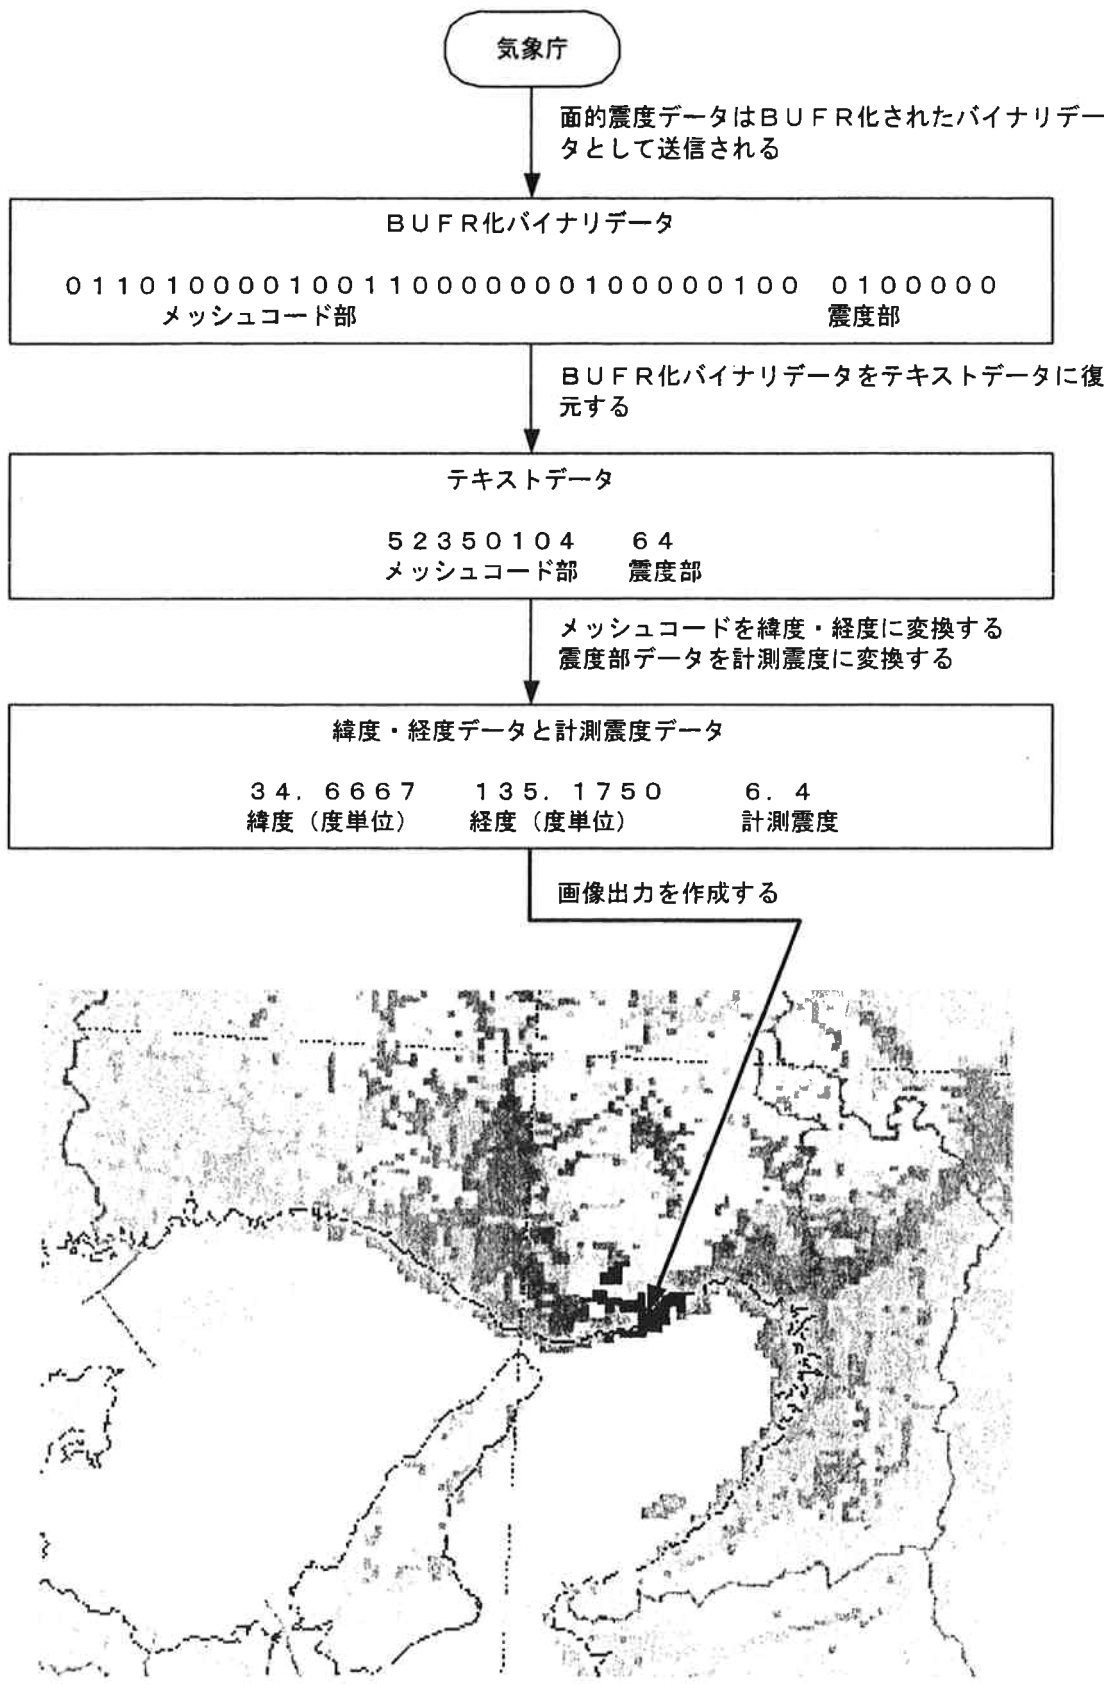 気象庁
面的震度データはＢＵＦＲ化されたバイナリデー
タとして送信される
ＢＵＦＲ化バイナリデータ
０１１０１００００１００１１０００００００１０００００１００　０１０００００
メッシュコード部　震度部
ＢＵＦＲ化バイナリデータをテキストデータに復
元する
テキストデータ
５２３５０１０４　６４
メッシュコード部　震度部
メッシュコードを緯度・経度に変換する
震度部データを計測震度に変換する
緯度・経度データと計測震度データ
３４．６６６７　１３５．１７５０　６．４
緯度（度単位）　経度（度単位）　計測震度
画像出力を作成する